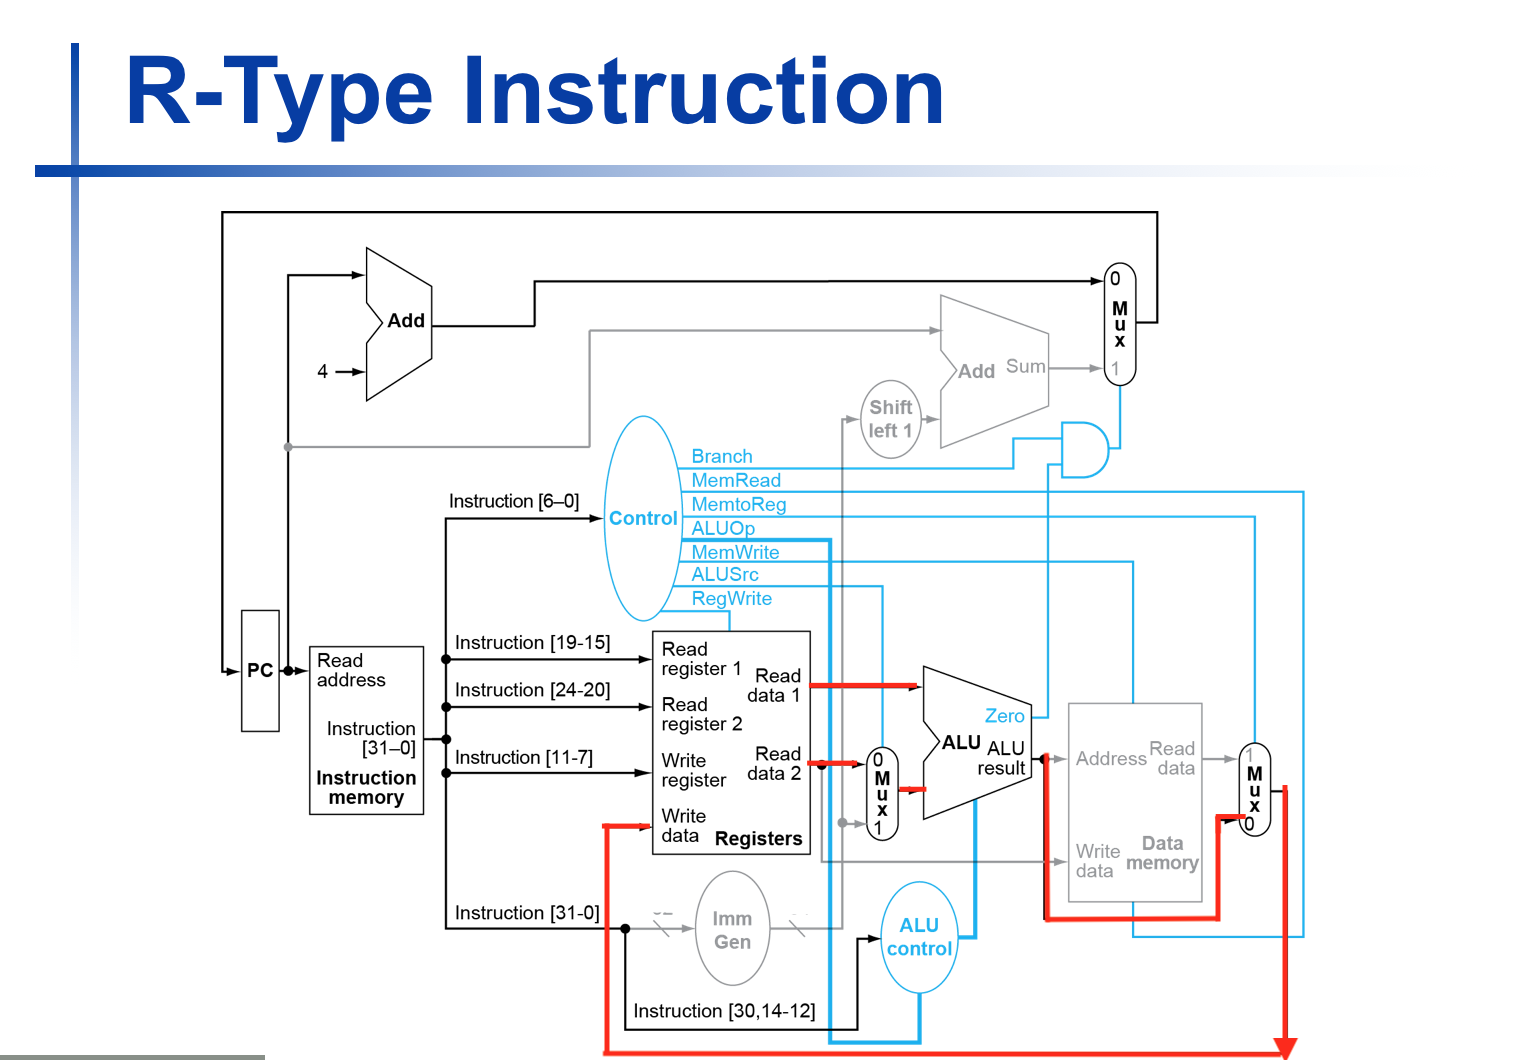 R-Type Instruction
Add
4
0
M
u
x
1
Add Sum
Shift
left 1
Branch
MemRead
MemtoReg
ALUOp
MemWrite
ALUSrc
RegWrite
Control
Instruction [6–0]
PC
Read
address
Instruction
[31–0]
Instruction
memory
Instruction [19-15]
Instruction [24-20]
Instruction [11-7]
Instruction [31-0]
Read
register 1
Read
register 2
Write
register
Write
data
Read
data 1
Read
data 2
Registers
0
M
u
x
1
Zero
ALU
ALU
result
Address
Read
data
Write
data
Data
memory
1
M
u
x
0
Imm
Gen
ALU
control
Instruction [30,14-12]